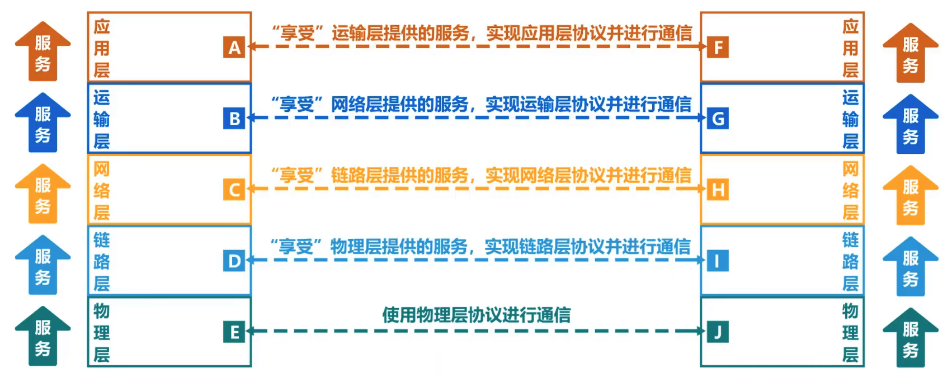 服务 应用层 A “享受”运输层提供的服务，实现应用层协议并进行通信 F 应用层 服务
服务 运输层 B “享受”网络层提供的服务，实现运输层协议并进行通信 G 运输层 服务
服务 网络层 C “享受”链路层提供的服务，实现网络层协议并进行通信 H 网络层 服务
服务 链路层 D “享受”物理层提供的服务，实现链路层协议并进行通信 I 链路层 服务
服务 物理层 E 使用物理层协议进行通信 J 物理层 服务